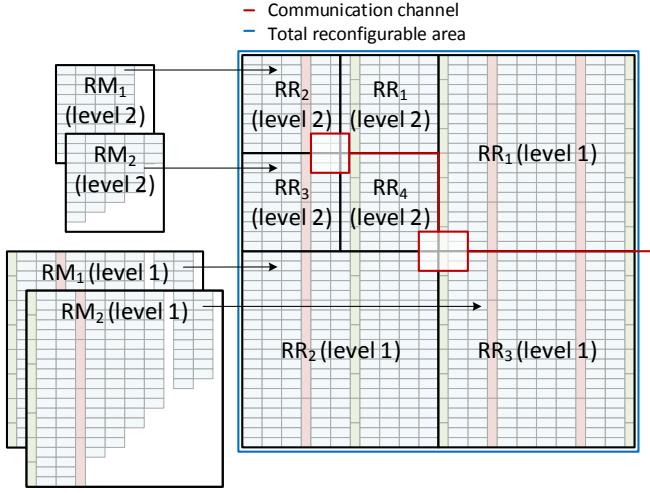 Communication channel
Total reconfigurable area
RM₁
(level 2)
RM₂
(level 2)
RR₂
(level 2)
RR₁
(level 2)
RR₃
(level 2)
RR₄
(level 2)
RR₁ (level 1)
RM₁ (level 1)
RM₂ (level 1)
RR₂ (level 1)
RR₃ (level 1)